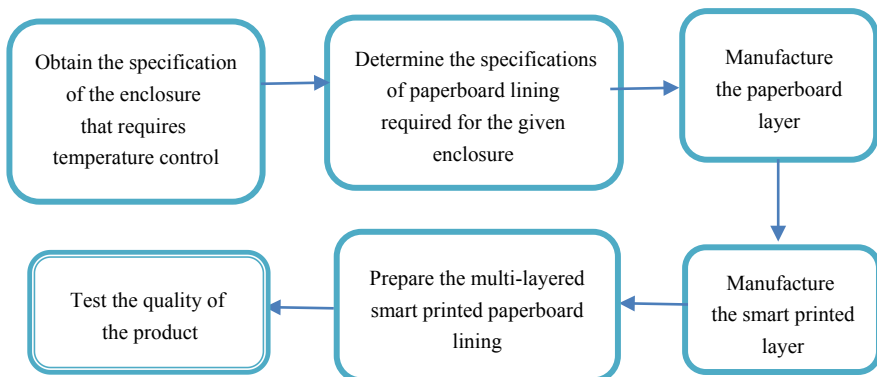 Obtain the specification
of the enclosure
that requires
temperature control
Determine the specifications
of paperboard lining
required for the given
enclosure
Manufacture
the paperboard
layer
Manufacture
the smart printed
layer
Prepare the multi-layered
smart printed paperboard
lining
Test the quality of
the product